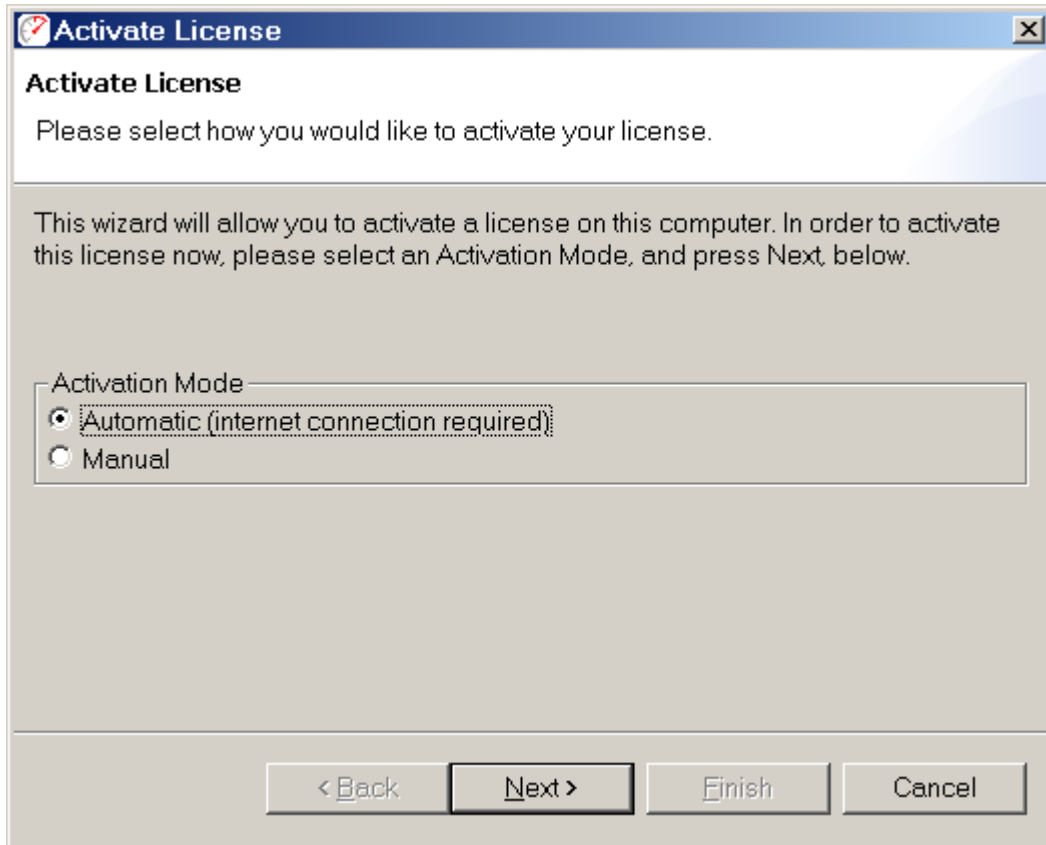 Activate License
Activate License
Please select how you would like to activate your license.
This wizard will allow you to activate a license on this computer. In order to activate
this license now, please select an Activation Mode, and press Next, below.
Activation Mode
Automatic (internet connection required)
Manual
< Back Next > Finish Cancel